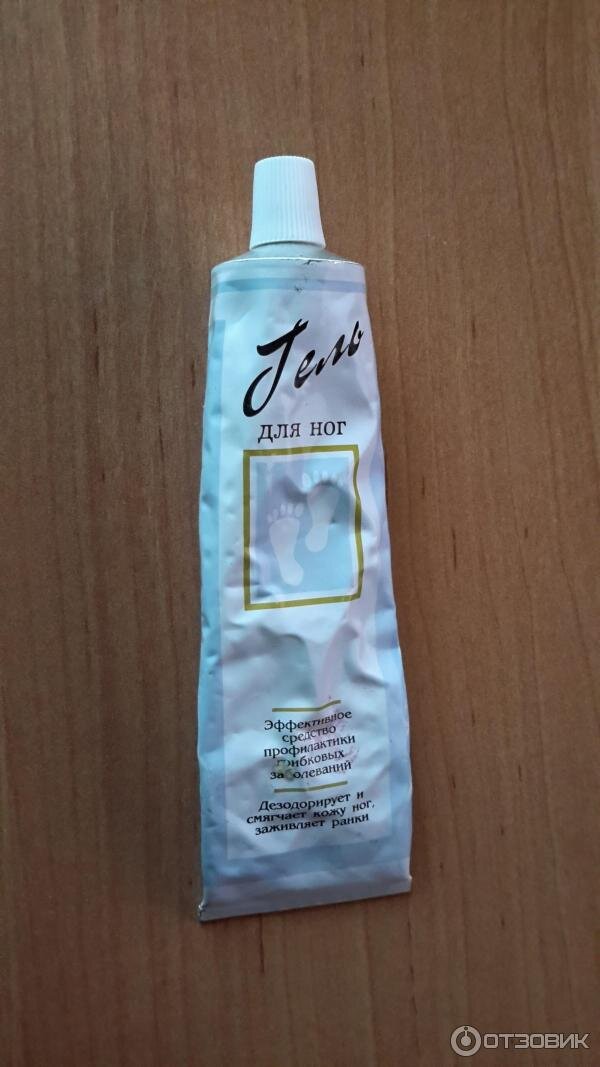 Гель
для ног
Эффективное
средство
профилактики
грибковых
заболеваний
Дезодорирует и
смягчает кожу ног,
заживляет ранки
ОТЗОВИК